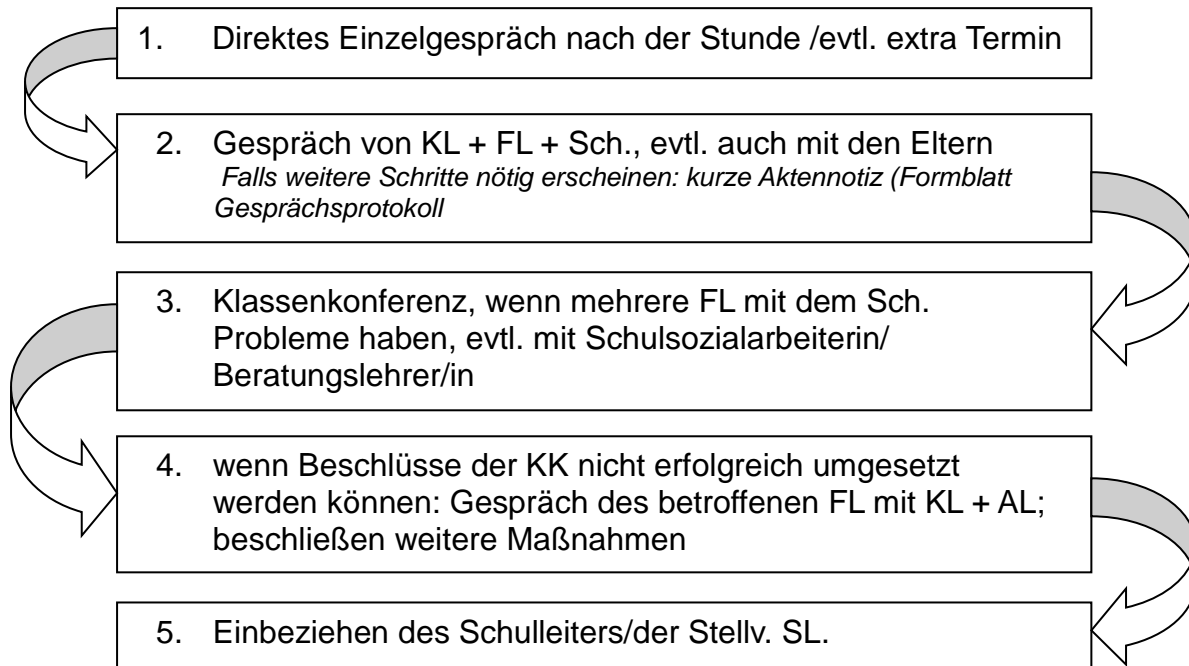 1. Direktes Einzelgespräch nach der Stunde /evtl. extra Termin
2. Gespräch von KL + FL + Sch., evtl. auch mit den Eltern
Falls weitere Schritte nötig erscheinen: kurze Aktennotiz (Formblatt
Gesprächsprotokoll
3. Klassenkonferenz, wenn mehrere FL mit dem Sch.
Probleme haben, evtl. mit Schulsozialarbeiterin/
Beratungslehrer/in
4. wenn Beschlüsse der KK nicht erfolgreich umgesetzt
werden können: Gespräch des betroffenen FL mit KL + AL;
beschließen weitere Maßnahmen
5. Einbeziehen des Schulleiters/der Stellv. SL.